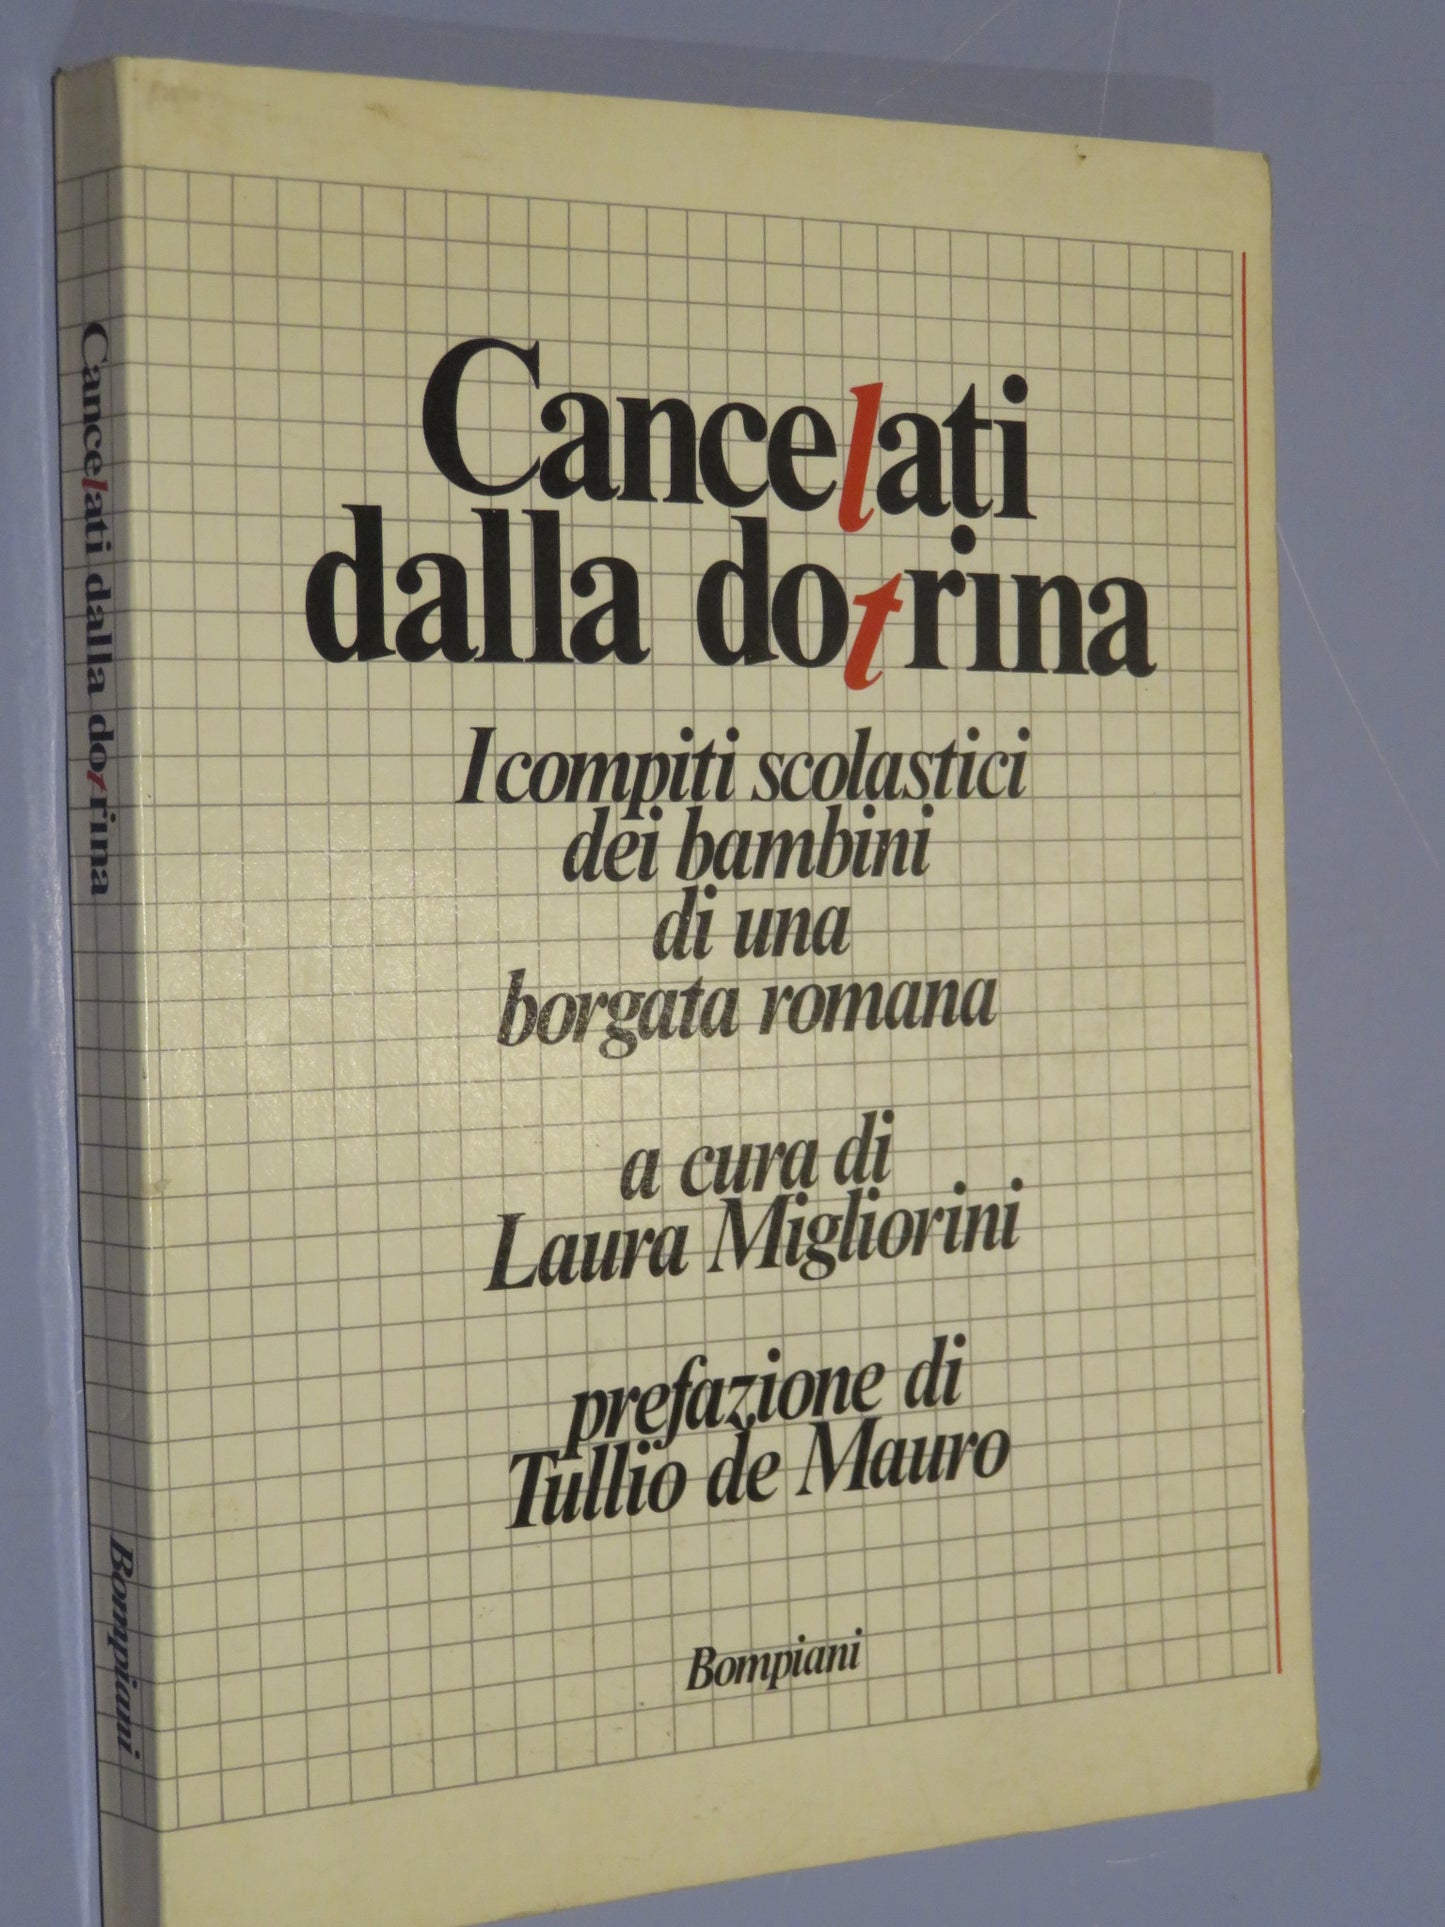 Cancelati
dalla dotrina
I compiti scolastici
dei bambini
di una
borgata romana
a cura di
Laura Migliorini
prefazione di
Tullio de Mauro
Bompiani
Cancelati dalla dotrina
Bompiani